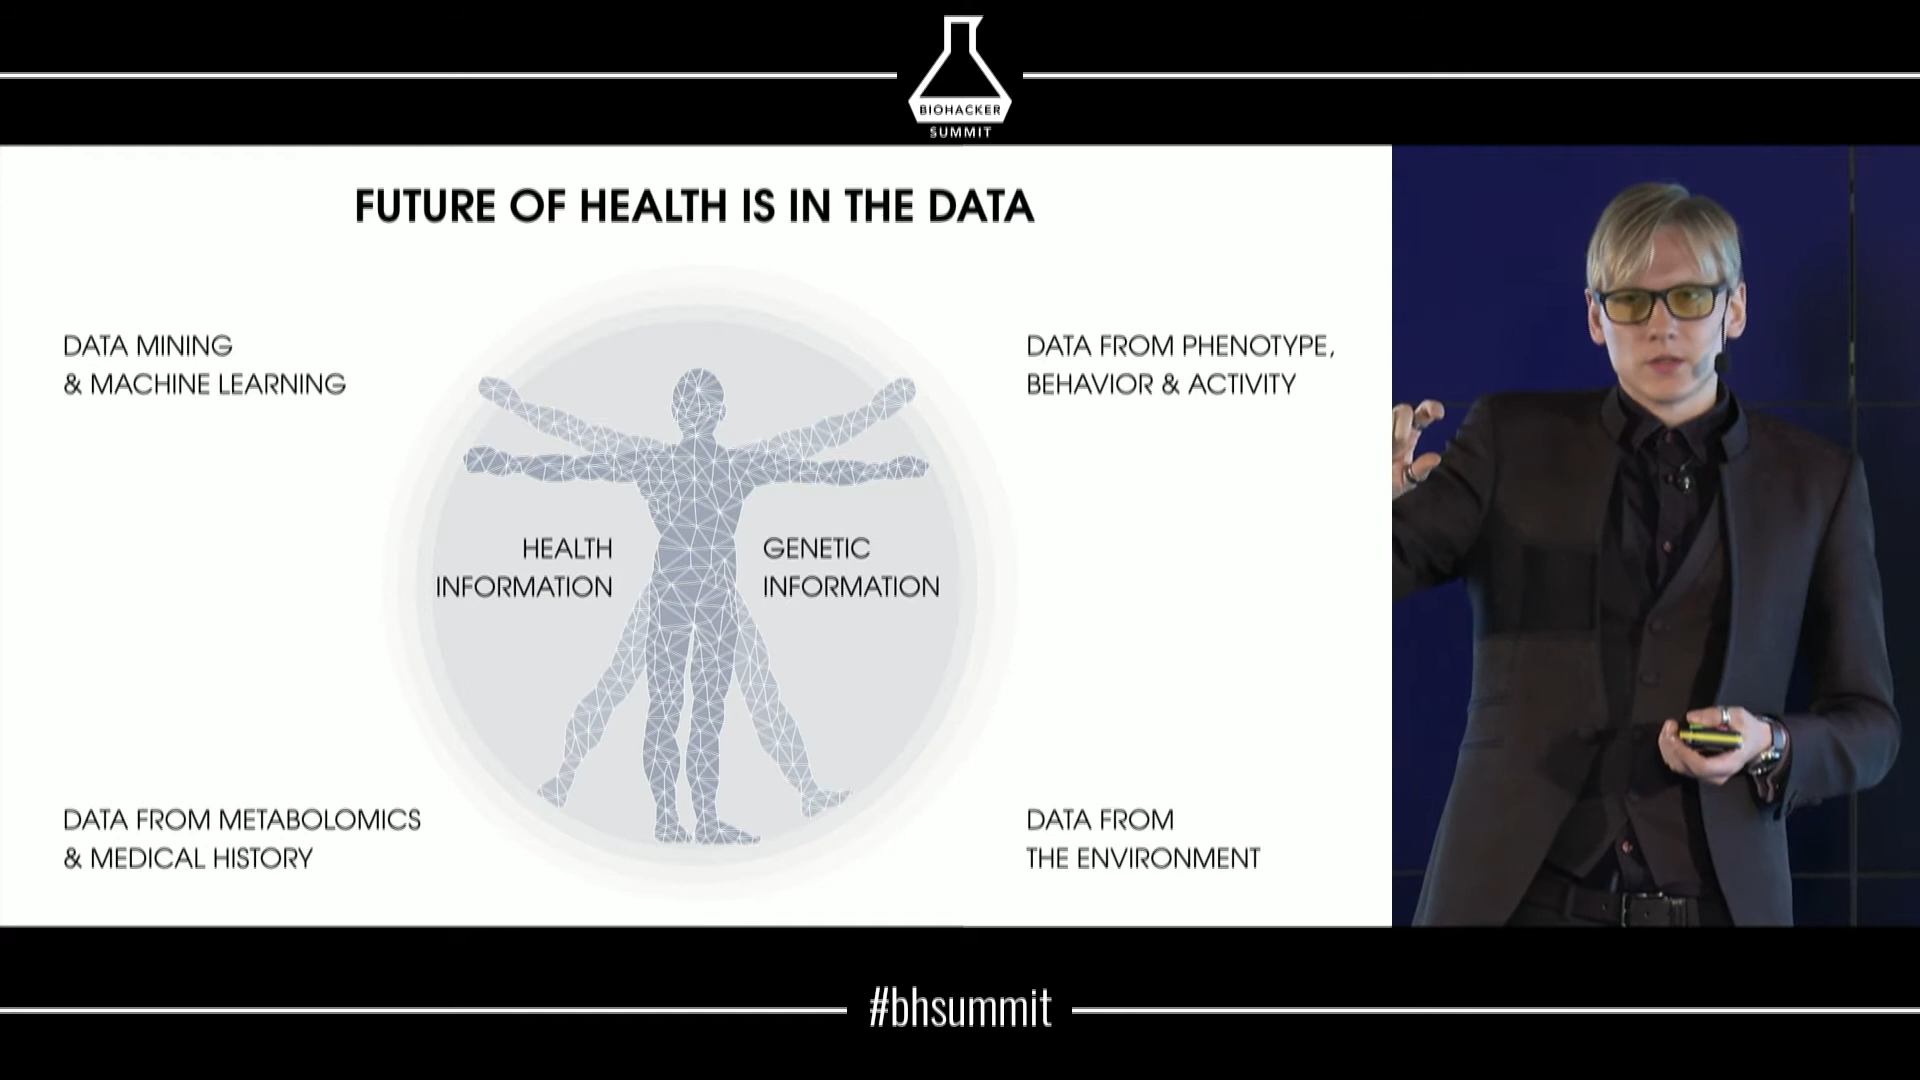 BIOHACKER
SUMMIT
FUTURE OF HEALTH IS IN THE DATA
DATA MINING
& MACHINE LEARNING
DATA FROM PHENOTYPE,
BEHAVIOR & ACTIVITY
HEALTH
INFORMATION
GENETIC
INFORMATION
DATA FROM METABOLOMICS
& MEDICAL HISTORY
DATA FROM
THE ENVIRONMENT
#bhsummit